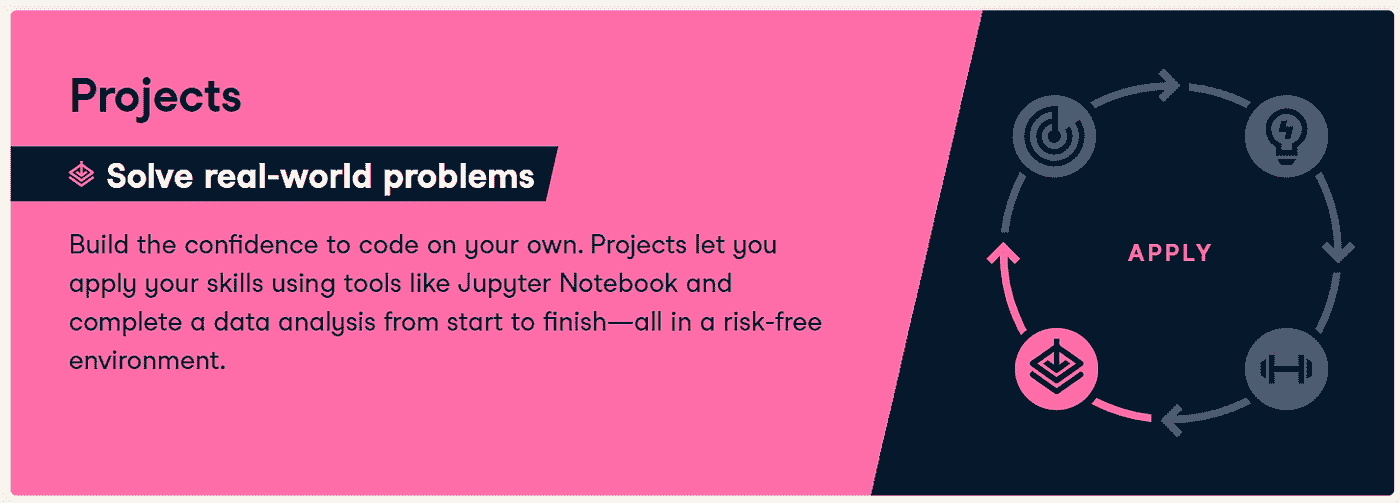 Projects
Solve real-world problems
Build the confidence to code on your own. Projects let you
apply your skills using tools like Jupyter Notebook and
complete a data analysis from start to finish—all in a risk-free
environment.
APPLY